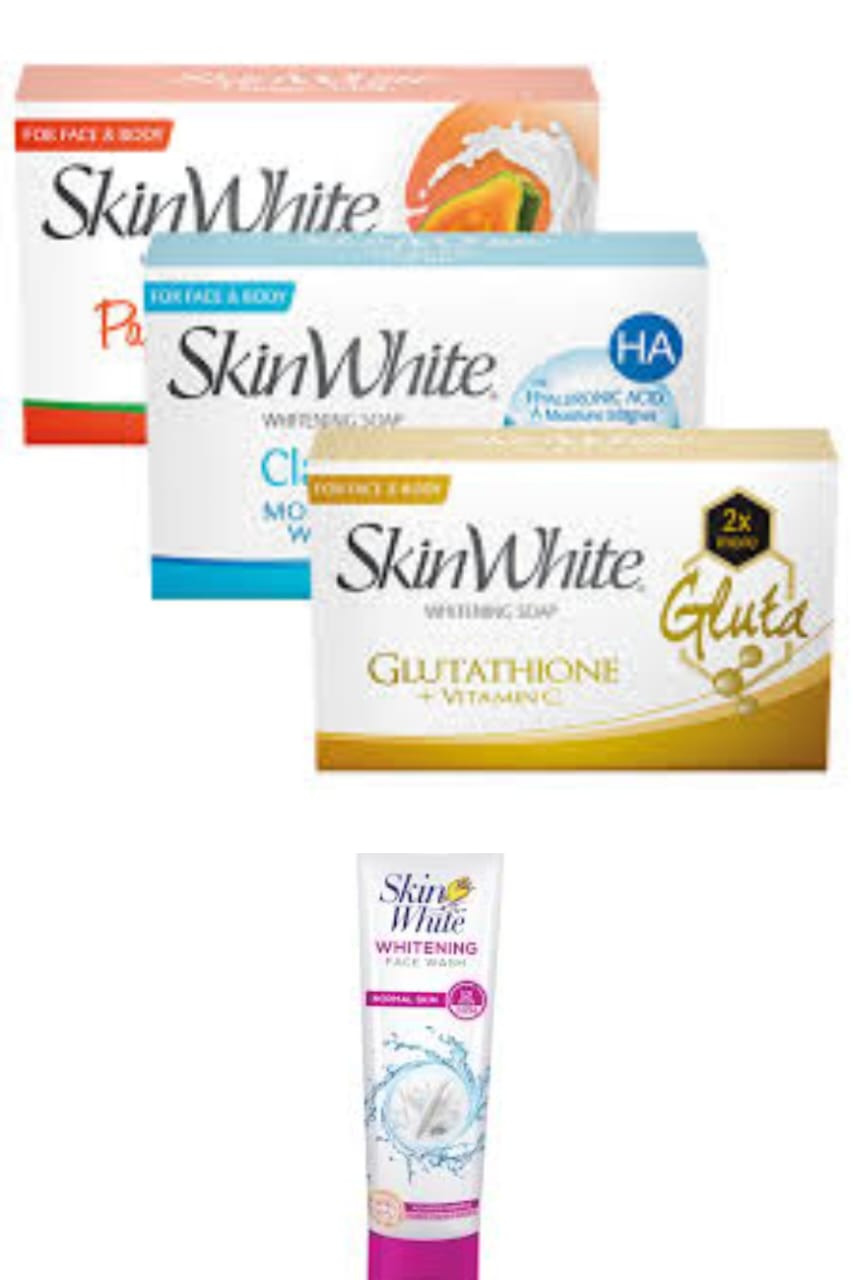 FOR FACE & BODY
SkinWhite
Pa
FOR FACE & BODY
SkinWhite
WHITENING SOAP
HA
HYALURONIC ACID
Cl
MO
W
FOR FACE & BODY
SkinWhite
WHITENING SOAP
GLUTATHIONE
+ VITAMIN C
2x
Gluta
Skin
White
WHITENING
FACE WASH
NORMAL SKIN